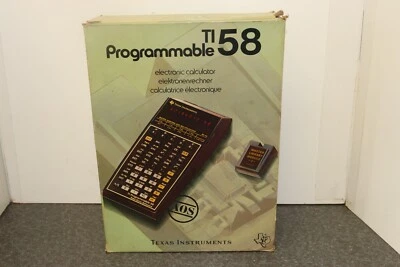 TI
Programmable 58
electronic calculator
elektronenrechner
calculatrice électronique
AOS
TEXAS INSTRUMENTS